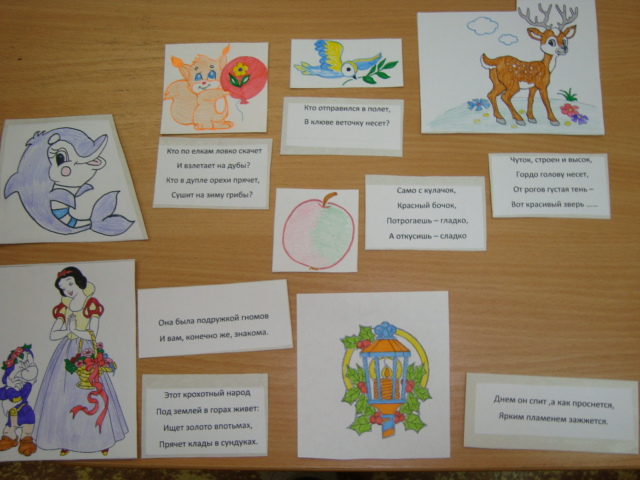 Кто отправился в полет,
В клюве веточку несет?
Кто по елкам ловко скачет
И взлетает на дубы?
Кто в дупле орехи прячет,
Сушит на зиму грибы?
Чуток, строен и высок,
Гордо голову несет,
От рогов густая тень –
Вот красивый зверь …..
Само с кулачок,
Красный бочок,
Потрогаешь – гладко,
А откусишь – сладко
Она была подружкой гномов
И вам, конечно же, знакома.
Этот крохотный народ
Под землей в горах живет:
Ищет золото впотьмах,
Прячет клады в сундуках.
Днем он спит ,а как проснется,
Ярким пламенем зажжется.